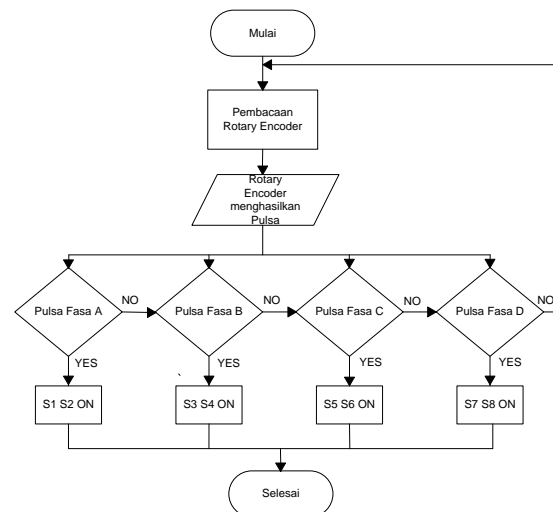 Mulai
Pembacaan
Rotary Encoder
Rotary
Encoder
menghasilkan
Pulsa
Pulsa Fasa A
NO
Pulsa Fasa B
NO
Pulsa Fasa C
NO
Pulsa Fasa D
NO
YES
YES
YES
YES
S1 S2 ON
S3 S4 ON
S5 S6 ON
S7 S8 ON
Selesai